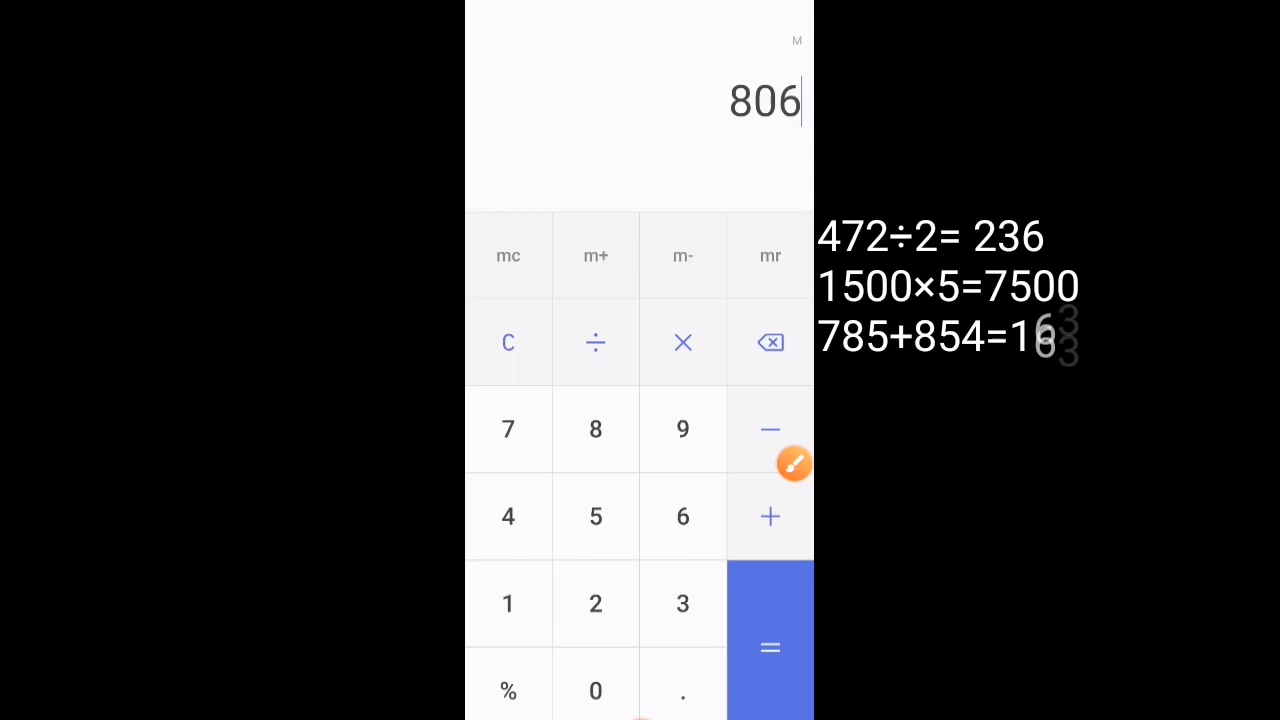 M
806
mc m+ m- mr
C ÷ ×
7 8 9 −
4 5 6 +
1 2 3
% 0 . =
472÷2= 236
1500×5=7500
785+854=163